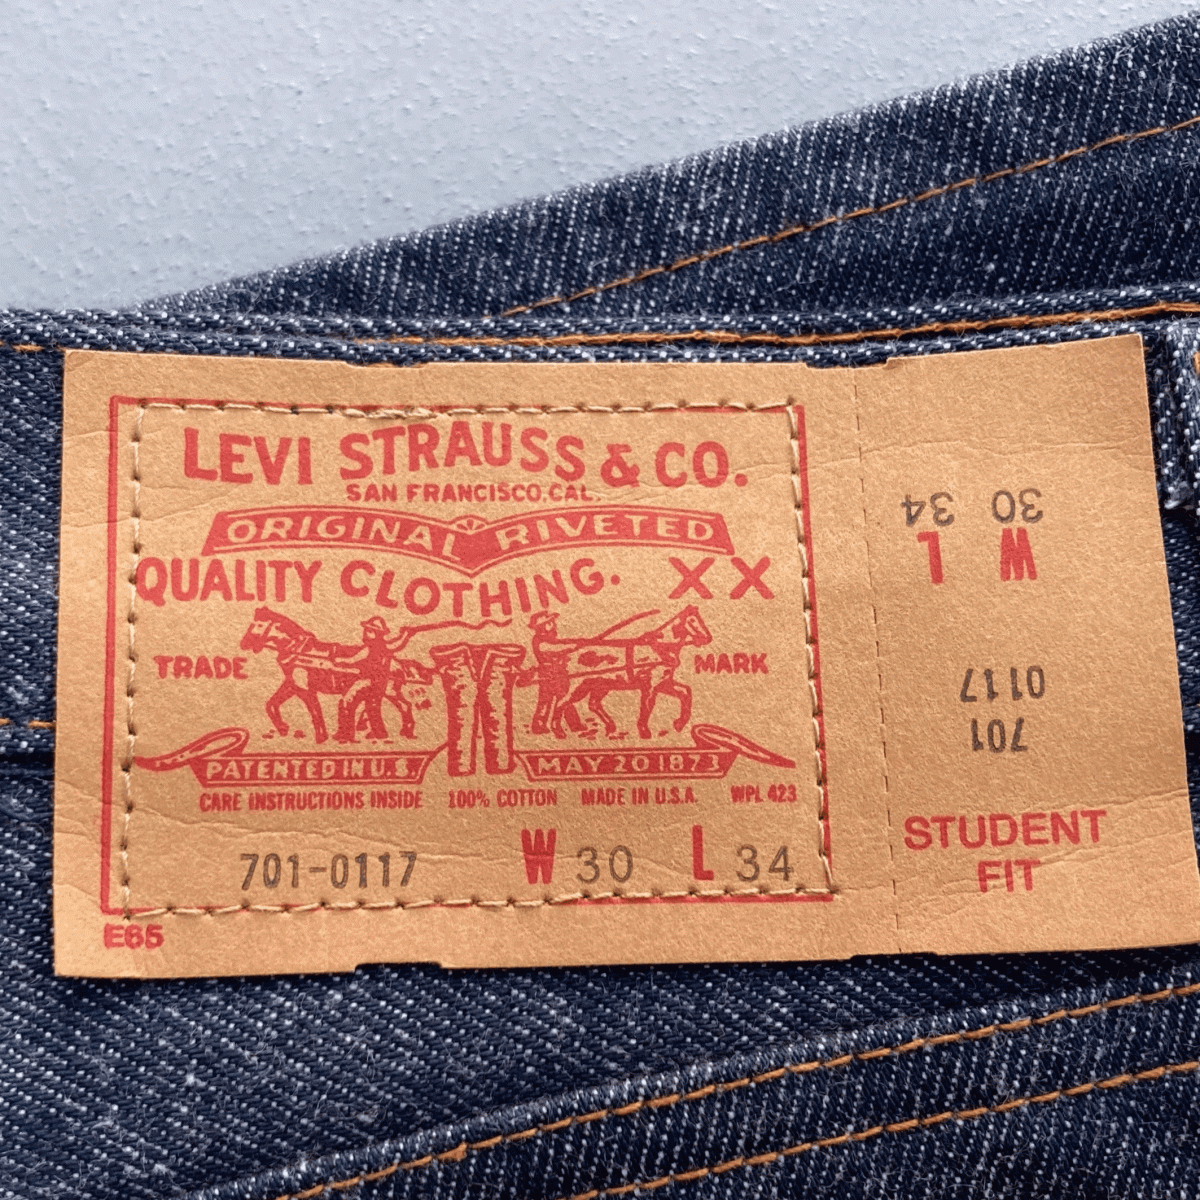 LEVI STRAUSS & CO.
SAN FRANCISCO, CAL.
ORIGINAL RIVETED
QUALITY CLOTHING. XX
TRADE MARK
PATENTED IN U.S. MAY 20 1873
CARE INSTRUCTIONS INSIDE 100% COTTON MADE IN U.S.A. WPL 423
701-0117 W 30 L 34
E65
W L
30 34
701
0117
STUDENT
FIT